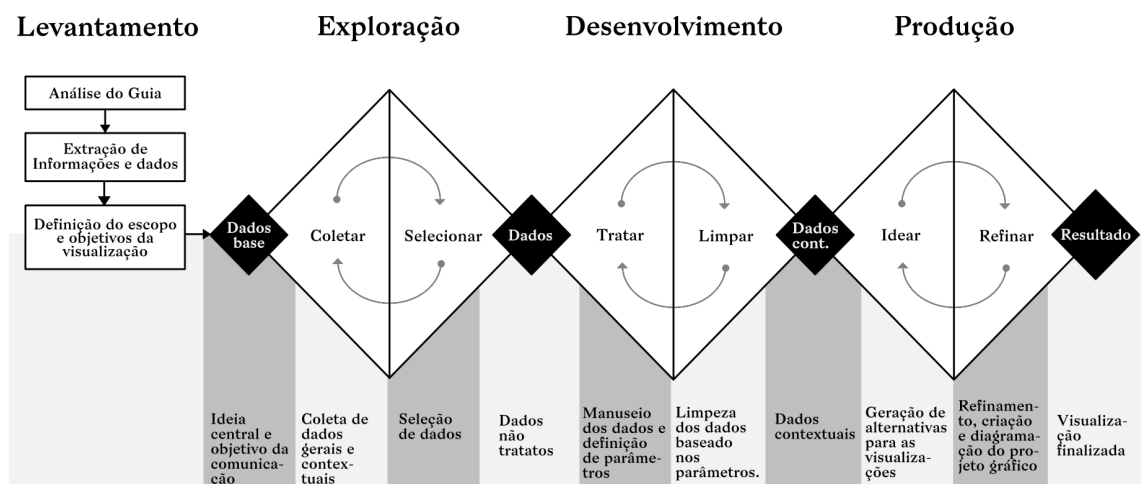 Levantamento
Exploração
Desenvolvimento
Produção
Análise do Guia
Extração de
Informações e dados
Definição do escopo
e objetivos da
visualização
Dados
base
Coletar
Selecionar
Dados
Tratar
Limpar
Dados
cont.
Idear
Refinar
Resultado
Ideia
central e
objetivo da
comunica-
ção
Coleta de
dados
gerais e
contex-
tuais
Seleção
de dados
Dados
não
tratatos
Manuseio
dos dados e
definição
de parâme-
tros
Limpeza
dos dados
baseado
nos
parâmetros.
Dados
contextuais
Geração de
alternativas
para as
visualizações
Refinamen-
to, criação
e diagrama-
ção do pro-
jeto gráfico
Visualiza-
ção
finalizada